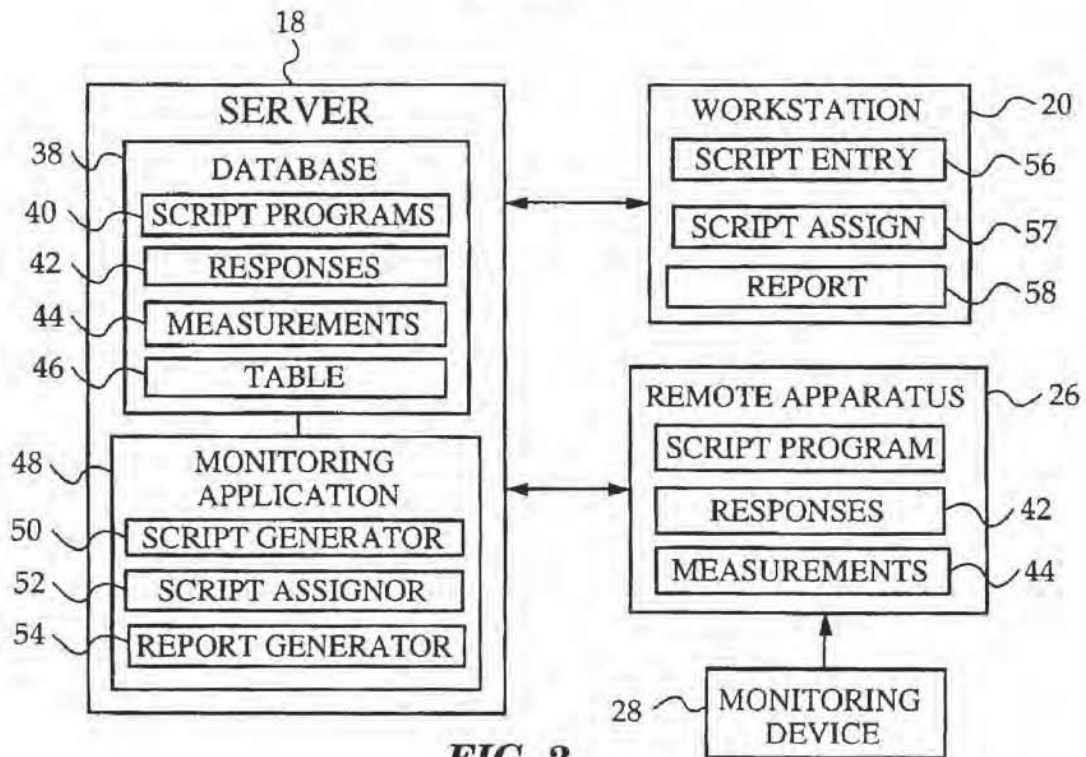 18
SERVER
38
DATABASE
40
SCRIPT PROGRAMS
42
RESPONSES
44
MEASUREMENTS
46
TABLE
48
MONITORING
APPLICATION
50
SCRIPT GENERATOR
52
SCRIPT ASSIGNOR
54
REPORT GENERATOR
WORKSTATION
20
SCRIPT ENTRY
56
SCRIPT ASSIGN
57
REPORT
58
REMOTE APPARATUS
26
SCRIPT PROGRAM
RESPONSES
42
MEASUREMENTS
44
28
MONITORING
DEVICE